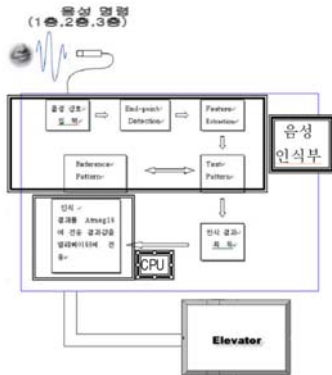 음성 명령
(1층.2층.3층)
음성 신호
입 력
End-point
Detection
Feature
Extraction
음성
인식부
Reference
Pattern
Test
Pattern
인식
결과를 Atmag16
에 전송 결과값을
엘리베이터에 전
송
인식 결과
획 득
CPU
Elevator